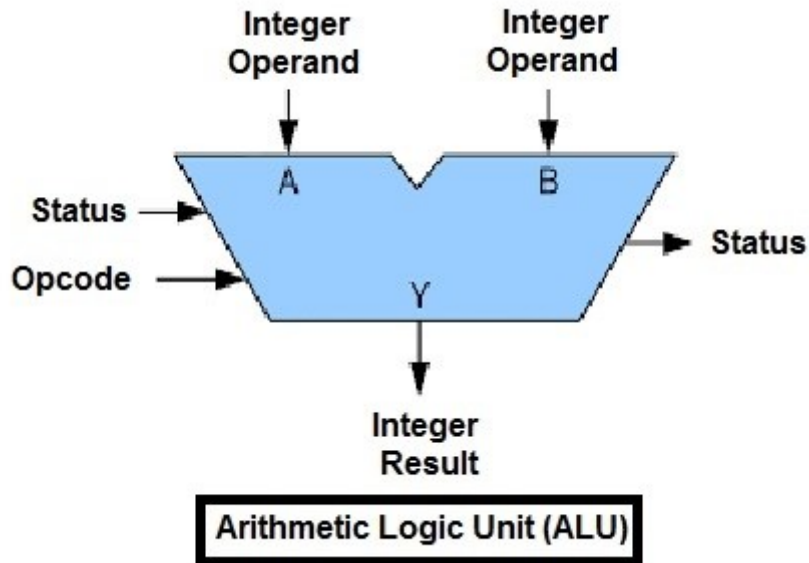 Integer
Operand
Integer
Operand
A
B
Status
Status
Opcode
Y
Integer
Result
Arithmetic Logic Unit (ALU)